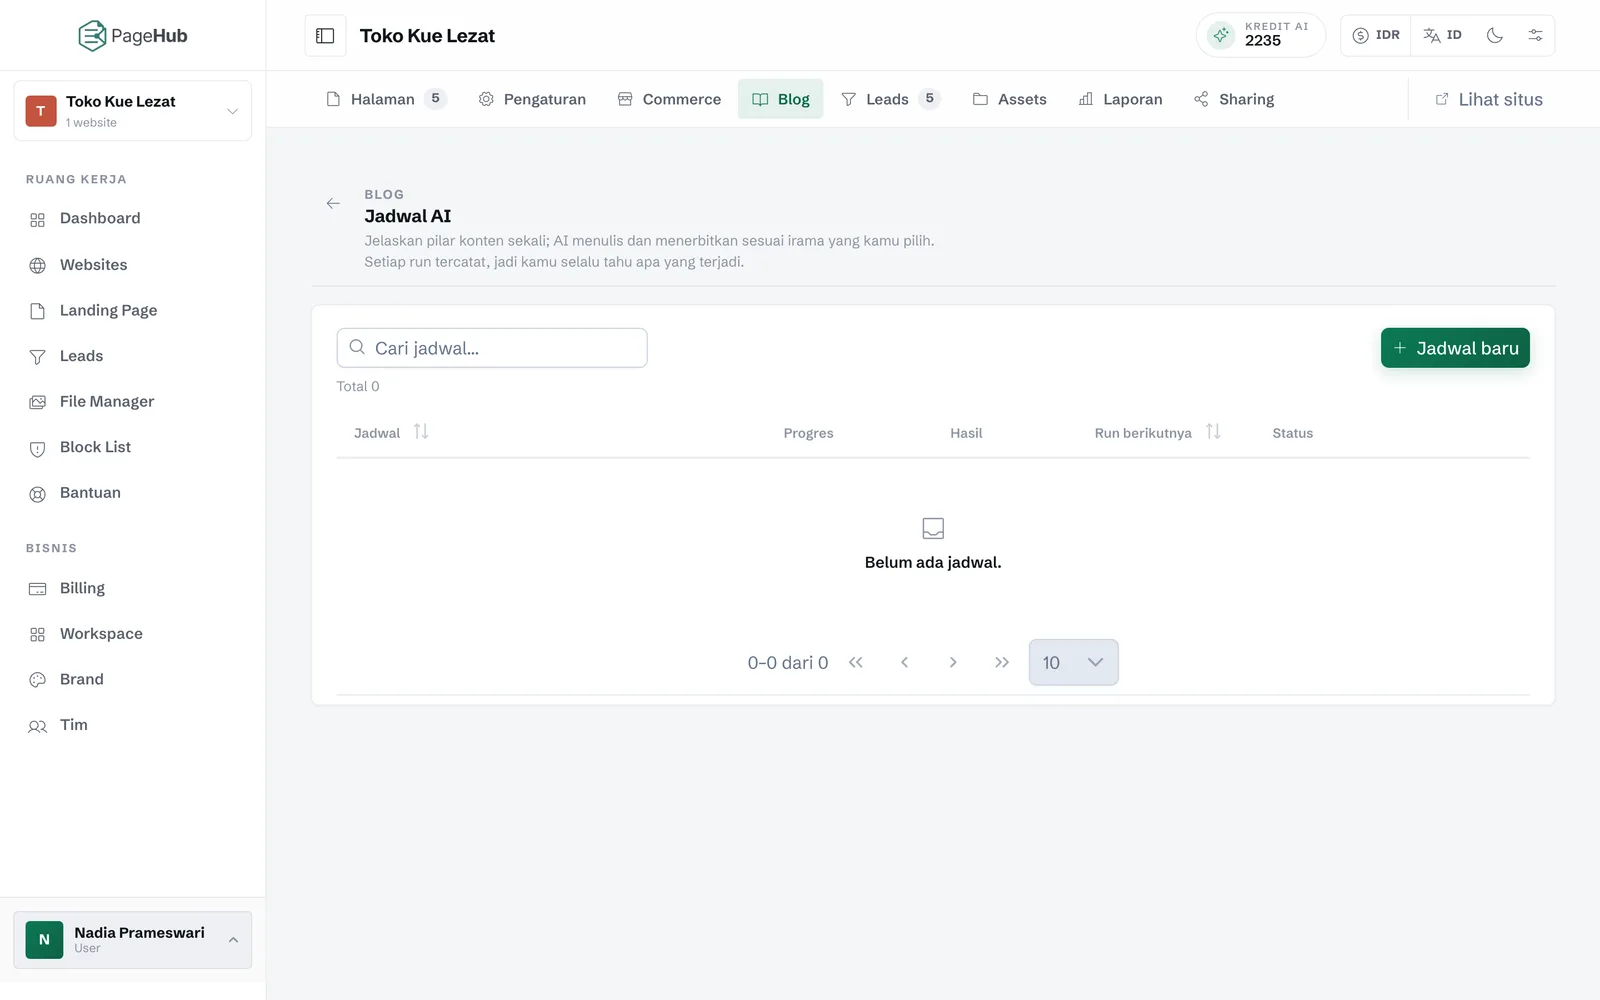 PageHub
Toko Kue Lezat
KREDIT AI
2235
IDR
ID
T
Toko Kue Lezat
1 website
Halaman 5
Pengaturan
Commerce
Blog
Leads 5
Assets
Laporan
Sharing
Lihat situs
RUANG KERJA
Dashboard
Websites
Landing Page
Leads
File Manager
Block List
Bantuan
BISNIS
Billing
Workspace
Brand
Tim
N
Nadia Prameswari
User
BLOG
Jadwal AI
Jelaskan pilar konten sekali; AI menulis dan menerbitkan sesuai irama yang kamu pilih.
Setiap run tercatat, jadi kamu selalu tahu apa yang terjadi.
Cari jadwal...
+ Jadwal baru
Total 0
Jadwal Progres Hasil Run berikutnya Status
Belum ada jadwal.
0-0 dari 0
10